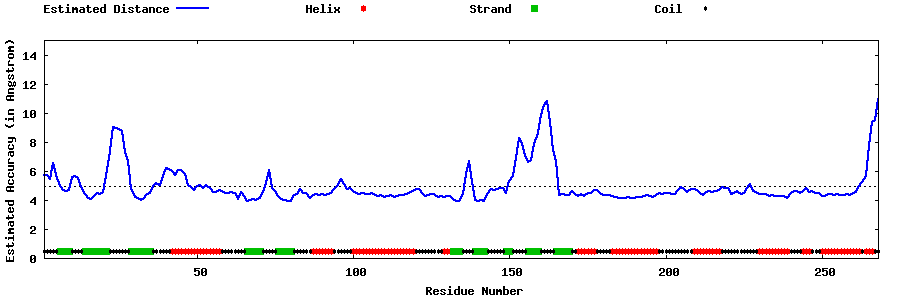 Estimated Distance Helix Strand Coil
Estimated Accuracy (in Angstrom)
14
12
10
8
6
4
2
0
50 100 150 200 250
Residue Number